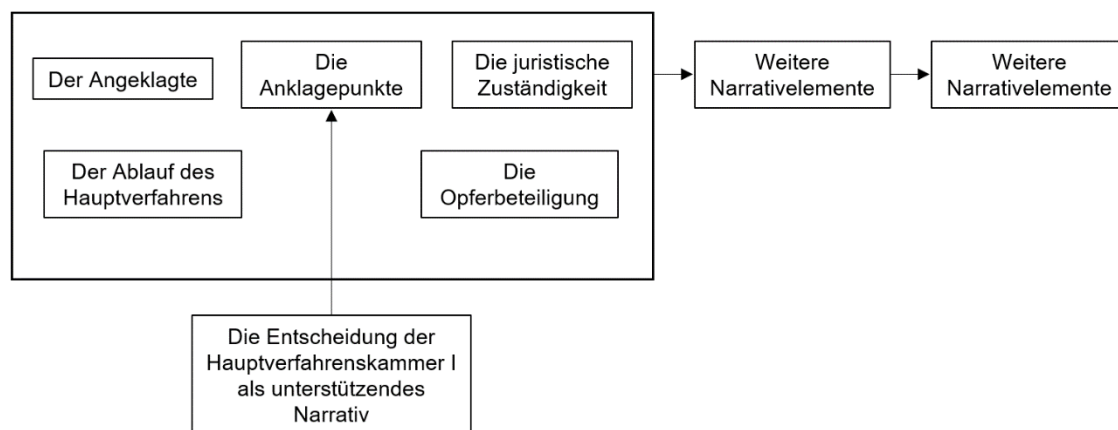 Der Angeklagte
Die
Anklagepunkte
Die juristische
Zuständigkeit
Weitere
Narrativelemente
Weitere
Narrativelemente
Der Ablauf des
Hauptverfahrens
Die
Opferbeteiligung
Die Entscheidung der
Hauptverfahrenskammer I
als unterstützendes
Narrativ